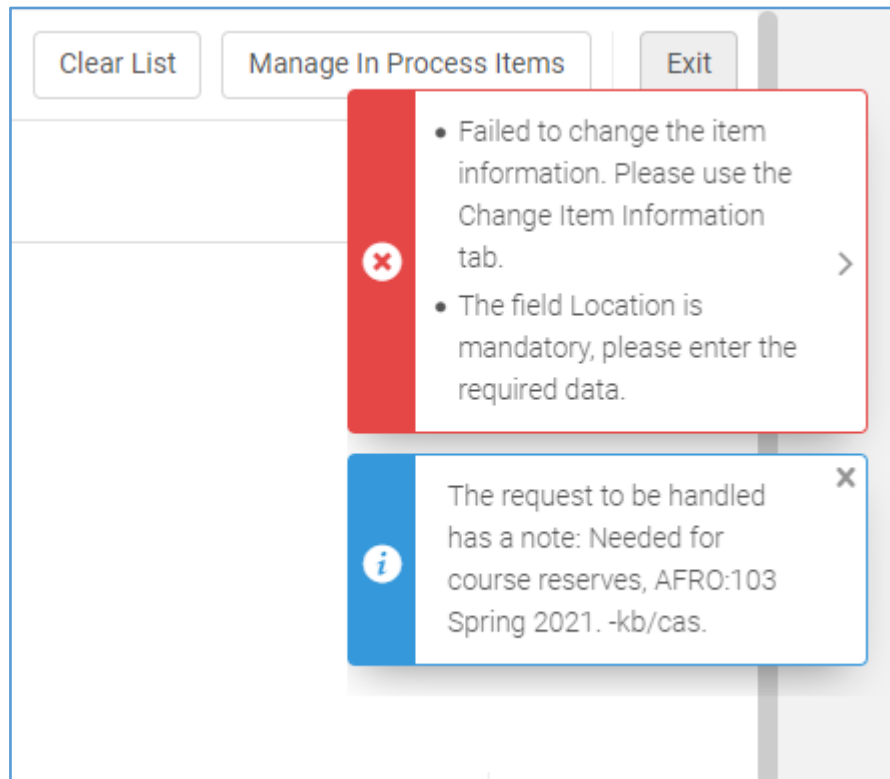 Clear List Manage In Process Items Exit
• Failed to change the item
information. Please use the
Change Item Information
tab.
• The field Location is
mandatory, please enter the
required data.
The request to be handled
has a note: Needed for
course reserves, AFRO:103
Spring 2021. -kb/cas.